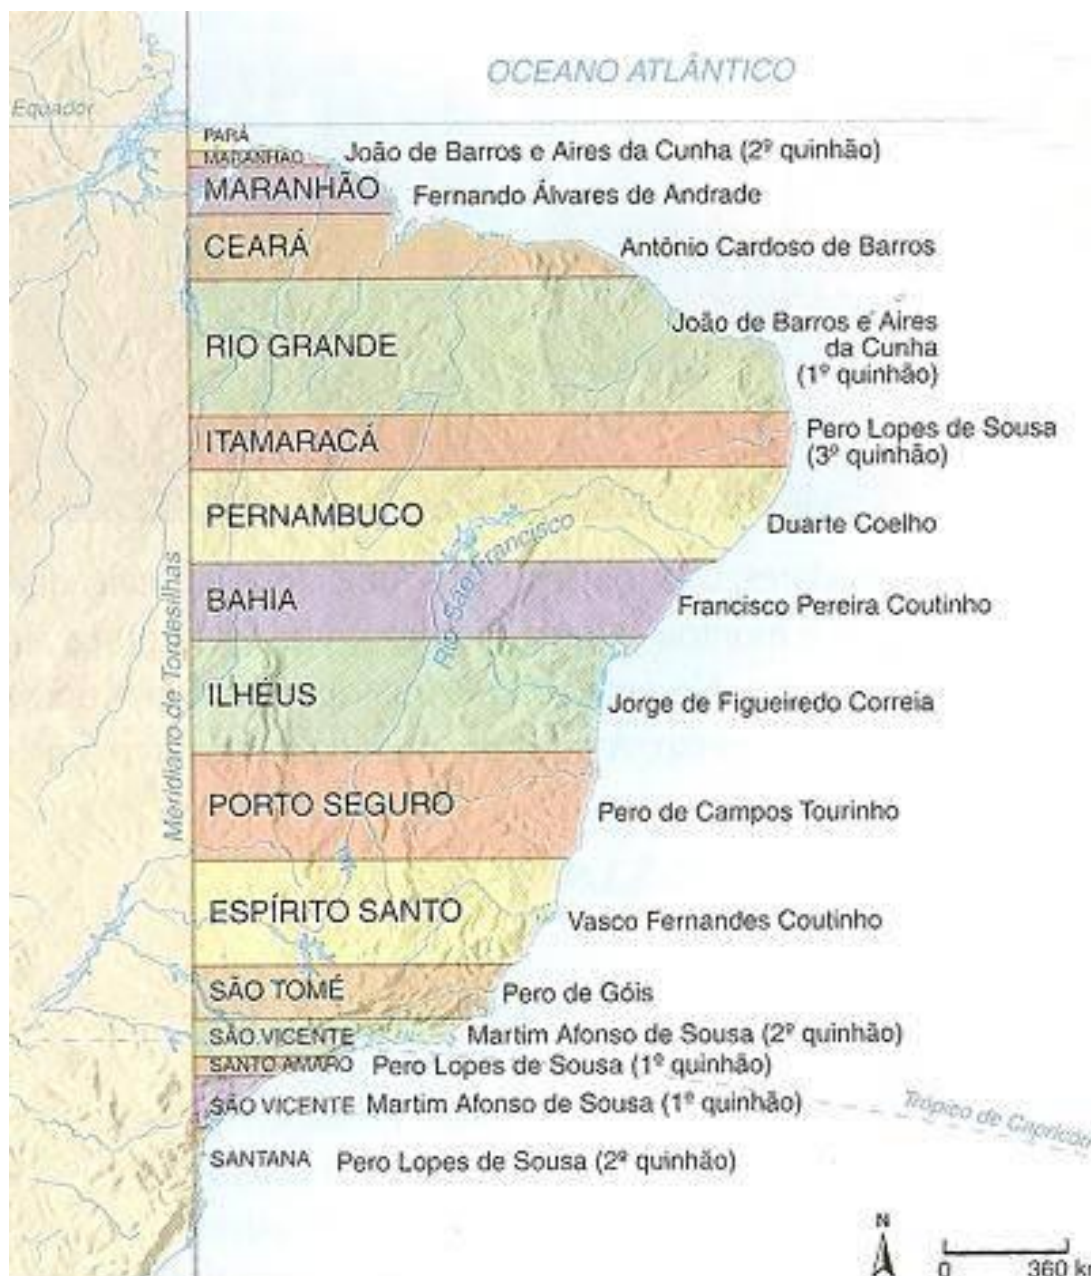 OCEANO ATLÂNTICO
Equador
PARÁ
MARANHÃO
João de Barros e Aires da Cunha (2º quinhão)
MARANHÃO
Fernando Álvares de Andrade
CEARÁ
Antônio Cardoso de Barros
RIO GRANDE
João de Barros e Aires
da Cunha
(1º quinhão)
ITAMARACÁ
Pero Lopes de Sousa
(3º quinhão)
PERNAMBUCO
Duarte Coelho
Rio São Francisco
BAHIA
Francisco Pereira Coutinho
Meridiano de Tordesilhas
ILHÉUS
Jorge de Figueiredo Correia
PORTO SEGURO
Pero de Campos Tourinho
ESPÍRITO SANTO
Vasco Fernandes Coutinho
SÃO TOMÉ
Pero de Góis
SÃO VICENTE
Martim Afonso de Sousa (2º quinhão)
SANTO AMARO
Pero Lopes de Sousa (1º quinhão)
SÃO VICENTE
Martim Afonso de Sousa (1º quinhão)
Trópico de Capricó
SANTANA
Pero Lopes de Sousa (2º quinhão)
N
0 360 k